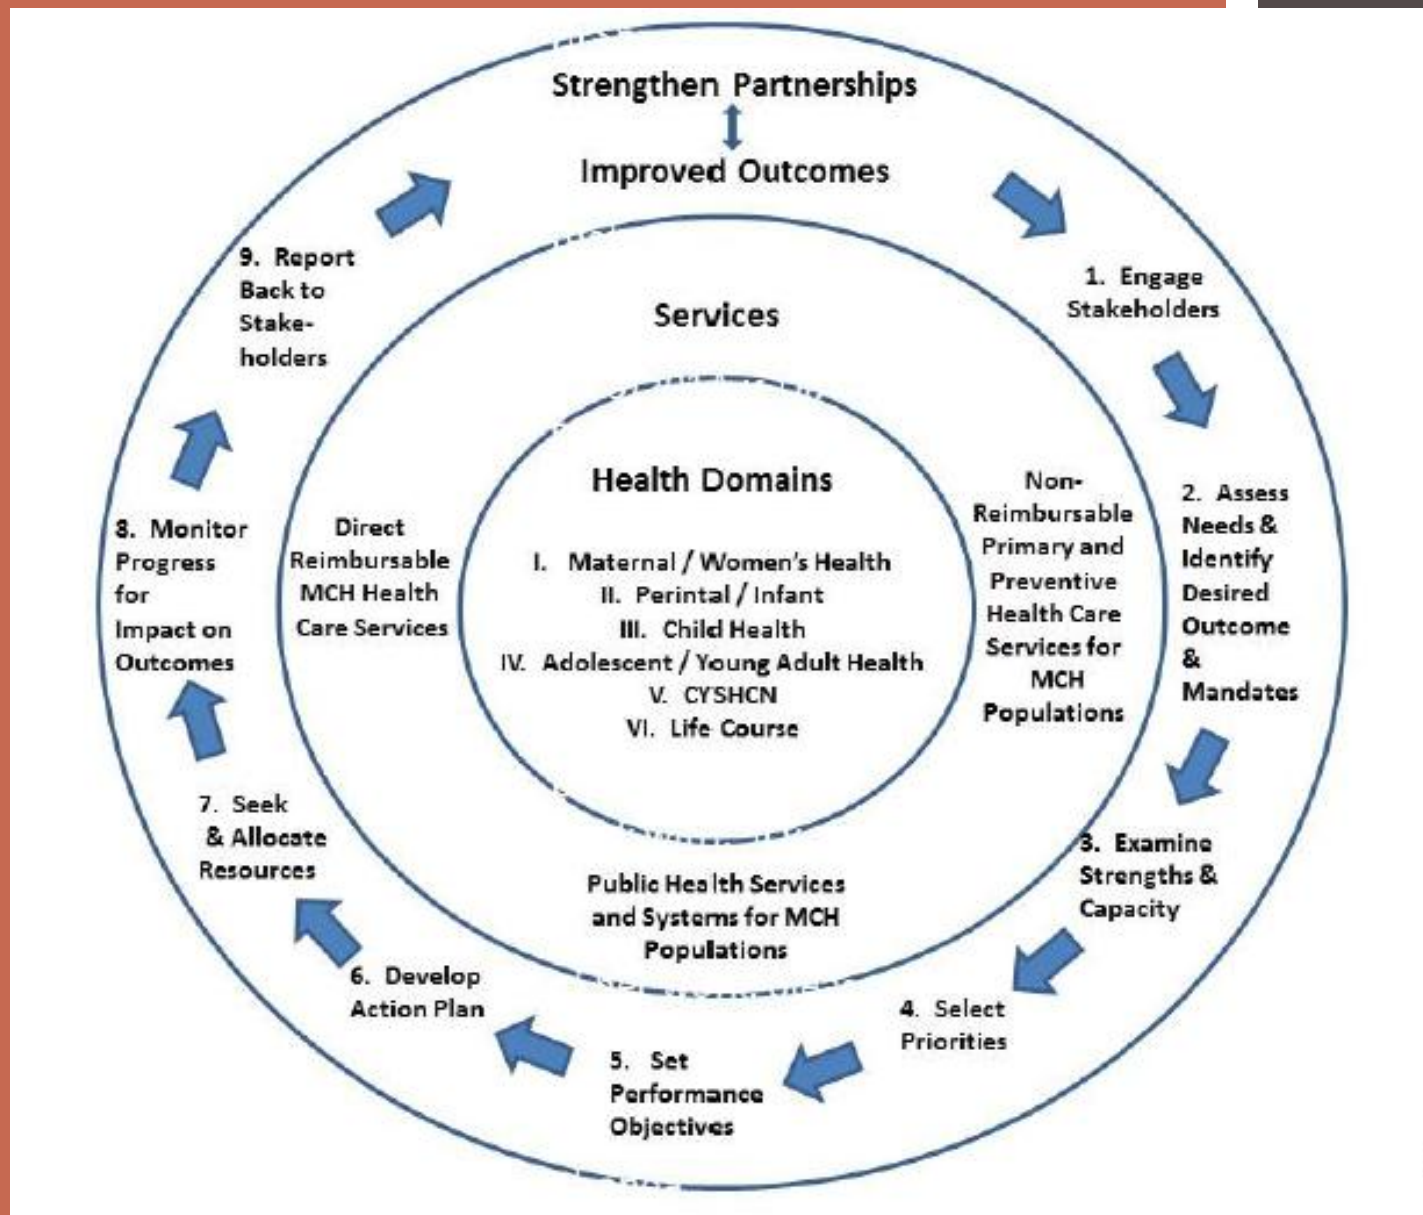 Strengthen Partnerships
Improved Outcomes
1. Engage
Stakeholders
2. Assess
Needs &
Identify
Desired
Outcome
&
Mandates
3. Examine
Strengths &
Capacity
4. Select
Priorities
5. Set
Performance
Objectives
6. Develop
Action Plan
7. Seek
& Allocate
Resources
8. Monitor
Progress
for
Impact on
Outcomes
9. Report
Back to
Stake-
holders
Services
Direct
Reimbursable
MCH Health
Care Services
Non-
Reimbursable
Primary and
Preventive
Health Care
Services for
MCH
Populations
Public Health Services
and Systems for MCH
Populations
Health Domains
I. Maternal / Women's Health
II. Perintal / Infant
III. Child Health
IV. Adolescent / Young Adult Health
V. CYSHCN
VI. Life Course